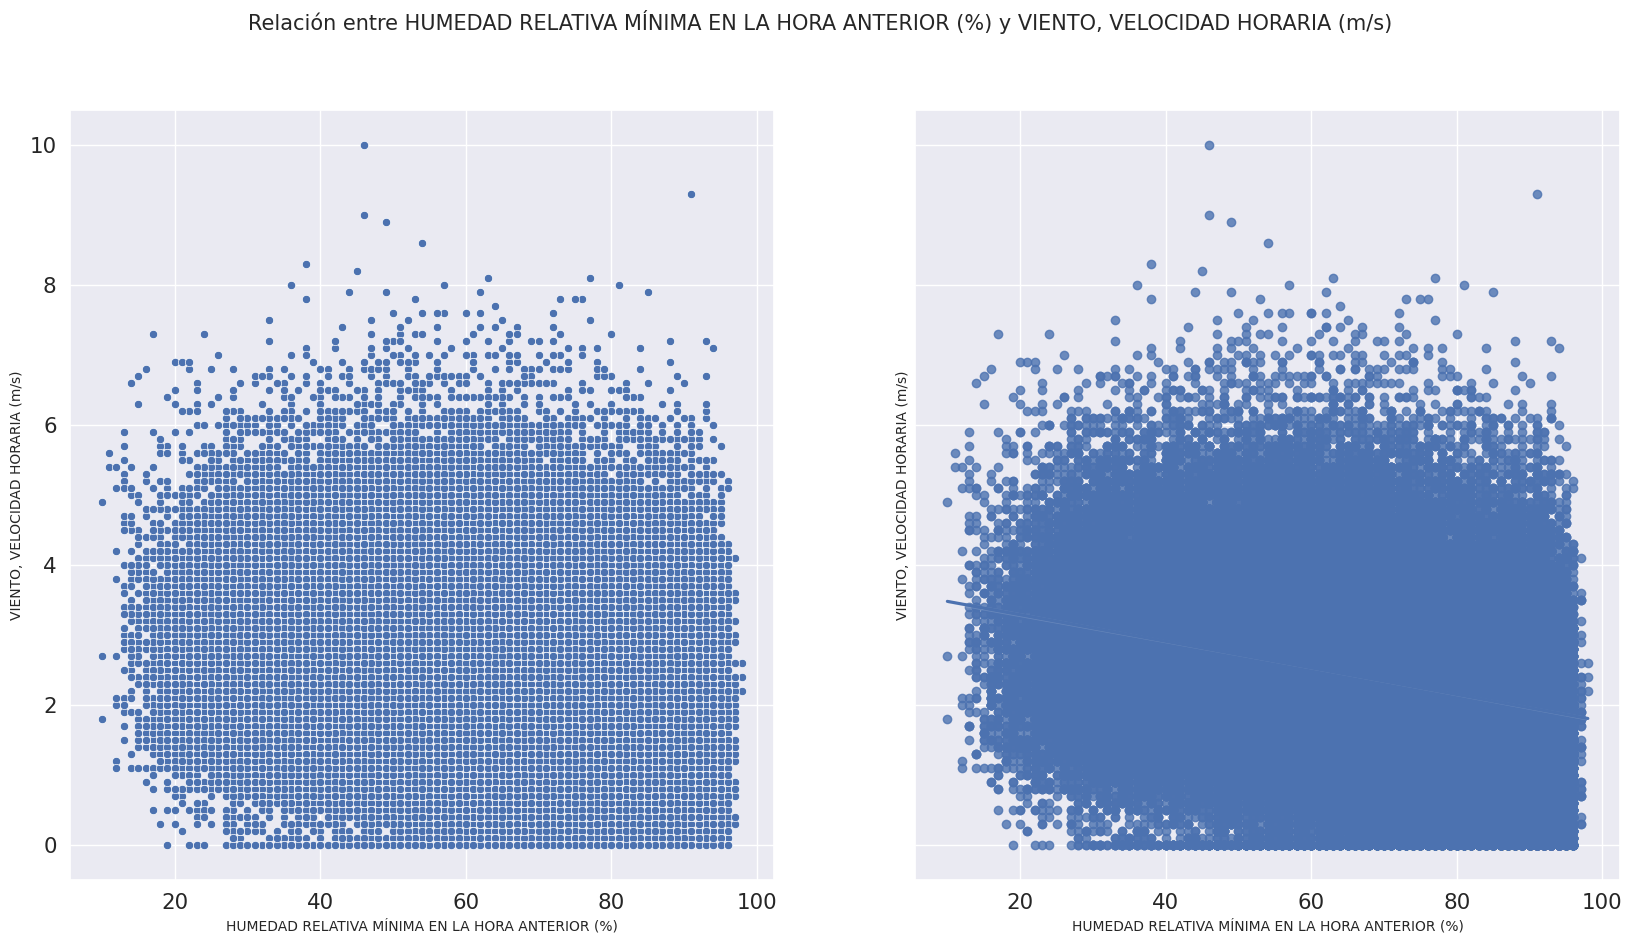 Relación entre HUMEDAD RELATIVA MÍNIMA EN LA HORA ANTERIOR (%) y VIENTO, VELOCIDAD HORARIA (m/s)
VIENTO, VELOCIDAD HORARIA (m/s)
10
8
6
4
2
0
20 40 60 80 100
HUMEDAD RELATIVA MÍNIMA EN LA HORA ANTERIOR (%)
VIENTO, VELOCIDAD HORARIA (m/s)
20 40 60 80 100
HUMEDAD RELATIVA MÍNIMA EN LA HORA ANTERIOR (%)